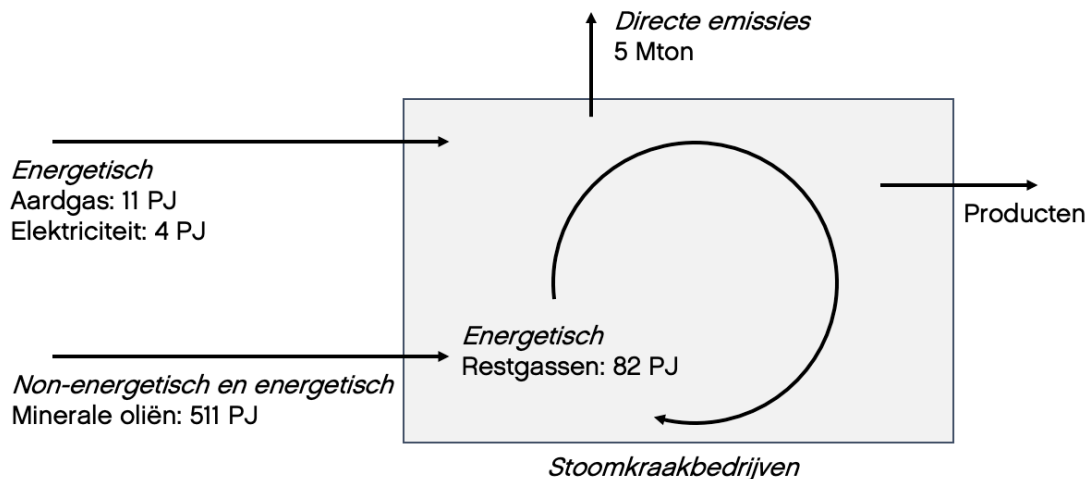 Directe emissies
5 Mton
Energetisch
Aardgas: 11 PJ
Elektriciteit: 4 PJ
Producten
Energetisch
Restgassen: 82 PJ
Non-energetisch en energetisch
Minerale oliën: 511 PJ
Stoomkraakbedrijven